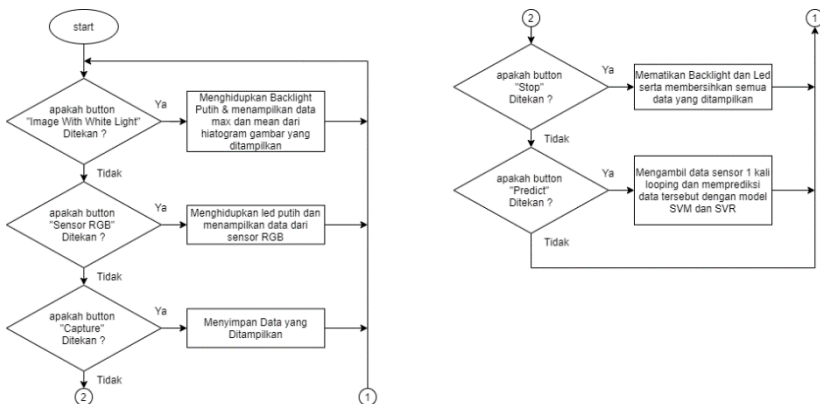 start
apakah button
"Image With White Light"
Ditekan ?
Ya
Menghidupkan Backlight
Putih & menampilkan data
max dan mean dari
hiatogram gambar yang
ditampilkan
Tidak
apakah button
"Sensor RGB"
Ditekan ?
Ya
Menghidupkan led putih dan
menampilkan data dari
sensor RGB
Tidak
apakah button
"Capture"
Ditekan ?
Ya
Menyimpan Data yang
Ditampilkan
Tidak
2
1
2
1
apakah button
"Stop"
Ditekan ?
Ya
Mematikan Backlight dan Led
serta membersihkan semua
data yang ditampilkan
Tidak
apakah button
"Predict"
Ditekan ?
Ya
Mengambil data sensor 1 kali
looping dan memprediksi
data tersebut dengan model
SVM dan SVR
Tidak